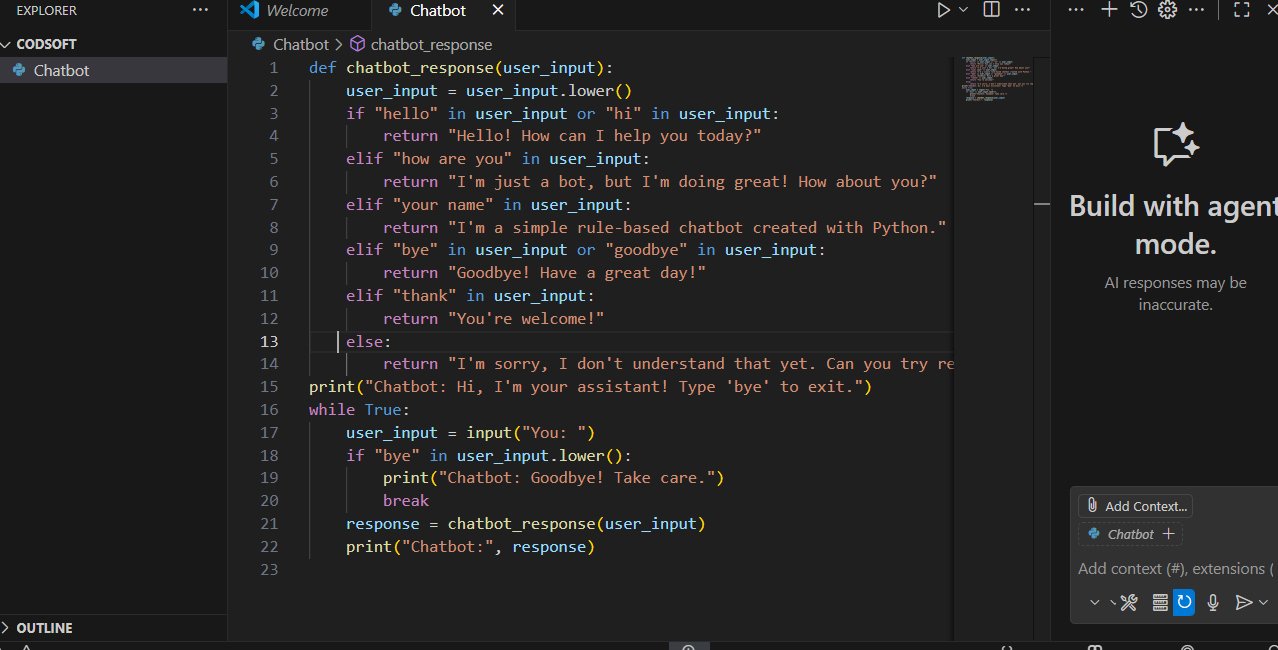 EXPLORER
Welcome
Chatbot
CODSOFT
Chatbot
Chatbot > chatbot_response
1 def chatbot_response(user_input):
2 user_input = user_input.lower()
3 if "hello" in user_input or "hi" in user_input:
4 return "Hello! How can I help you today?"
5 elif "how are you" in user_input:
6 return "I'm just a bot, but I'm doing great! How about you?"
7 elif "your name" in user_input:
8 return "I'm a simple rule-based chatbot created with Python."
9 elif "bye" in user_input or "goodbye" in user_input:
10 return "Goodbye! Have a great day!"
11 elif "thank" in user_input:
12 return "You're welcome!"
13 else:
14 return "I'm sorry, I don't understand that yet. Can you try re
15 print("Chatbot: Hi, I'm your assistant! Type 'bye' to exit.")
16 while True:
17 user_input = input("You: ")
18 if "bye" in user_input.lower():
19 print("Chatbot: Goodbye! Take care.")
20 break
21 response = chatbot_response(user_input)
22 print("Chatbot:", response)
23
Build with agent
mode.
AI responses may be
inaccurate.
Add Context...
Chatbot +
Add context (#), extensions (
OUTLINE